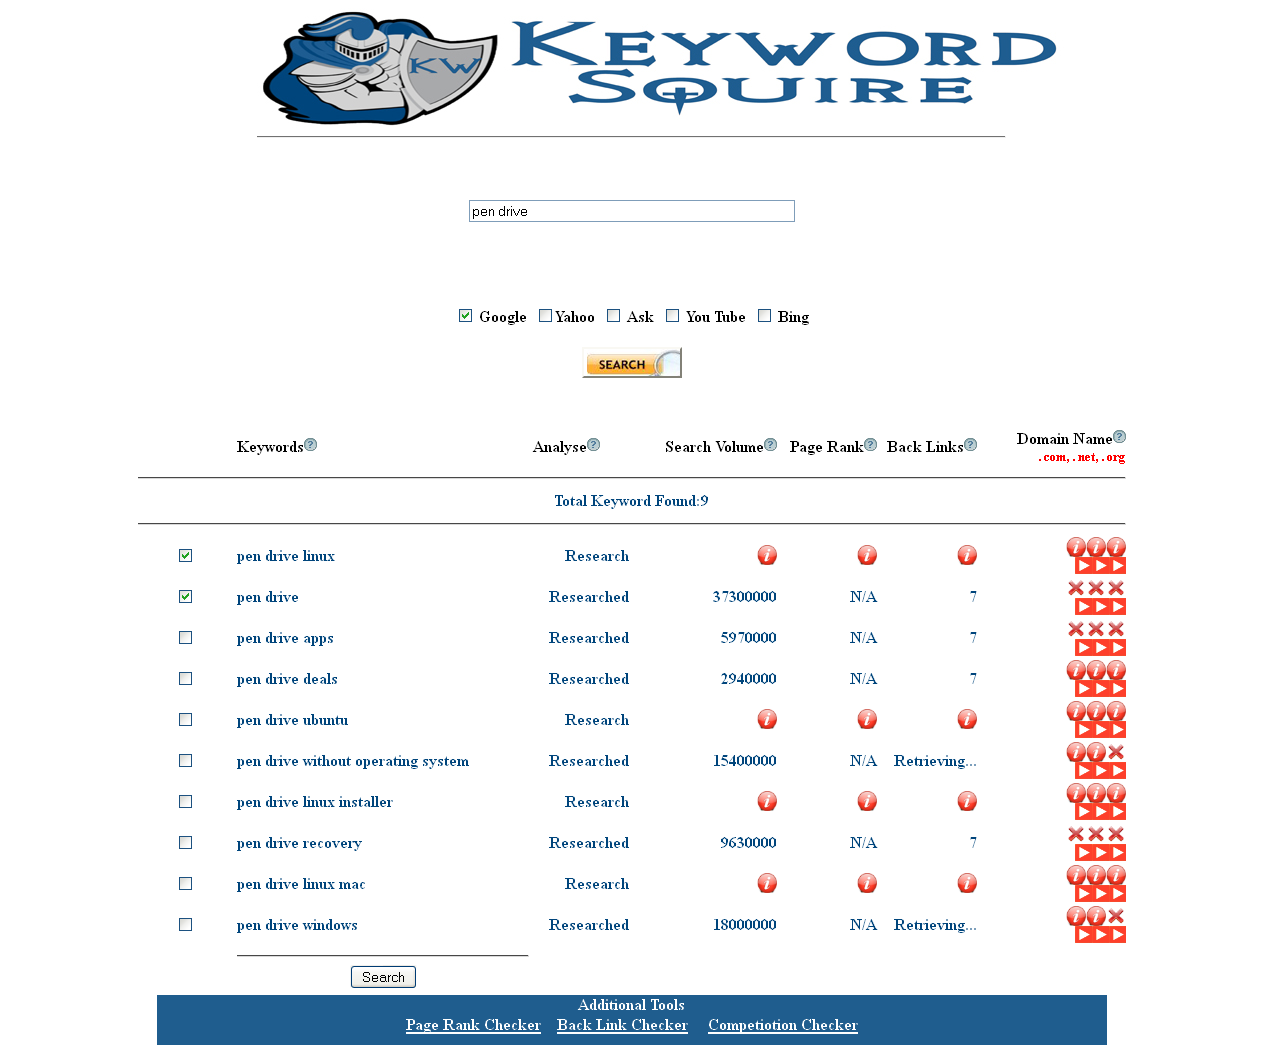 KW
KEYWORD
SQUIRE
pen drive
Google Yahoo Ask You Tube Bing
SEARCH
Keywords? Analyse? Search Volume? Page Rank? Back Links? Domain Name?
.com, .net, .org
Total Keyword Found:9
pen drive linux Research i i i i i i
pen drive Researched 37300000 N/A 7
pen drive apps Researched 5970000 N/A 7
pen drive deals Researched 2940000 N/A 7 i i i
pen drive ubuntu Research i i i i i i
pen drive without operating system Researched 15400000 N/A Retrieving... i i
pen drive linux installer Research i i i i i i
pen drive recovery Researched 9630000 N/A 7
pen drive linux mac Research i i i i i i
pen drive windows Researched 18000000 N/A Retrieving... i i
Search
Additional Tools
Page Rank Checker Back Link Checker Competiotion Checker